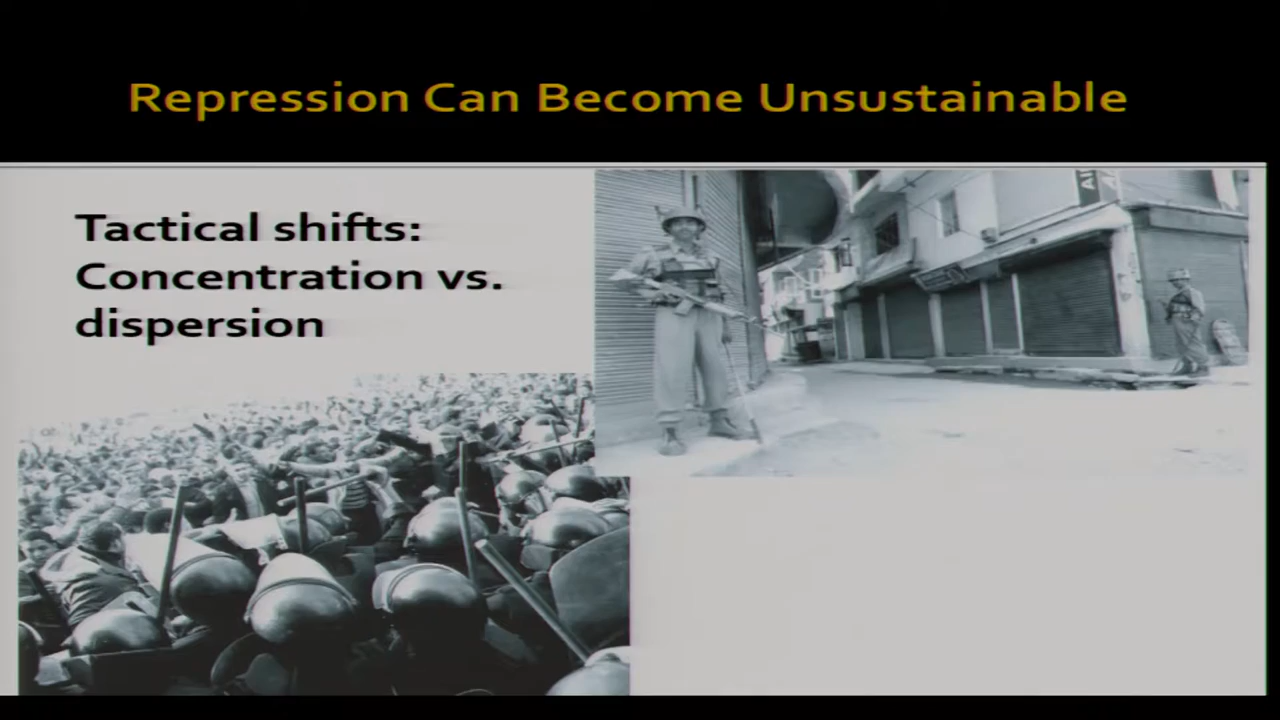 Repression Can Become Unsustainable
Tactical shifts:
Concentration vs.
dispersion